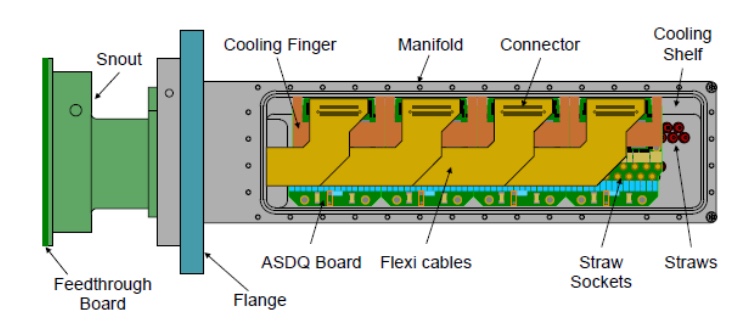 Snout
Cooling Finger
Manifold
Connector
Cooling
Shelf
Feedthrough
Board
Flange
ASDQ Board
Flexi cables
Straw
Sockets
Straws